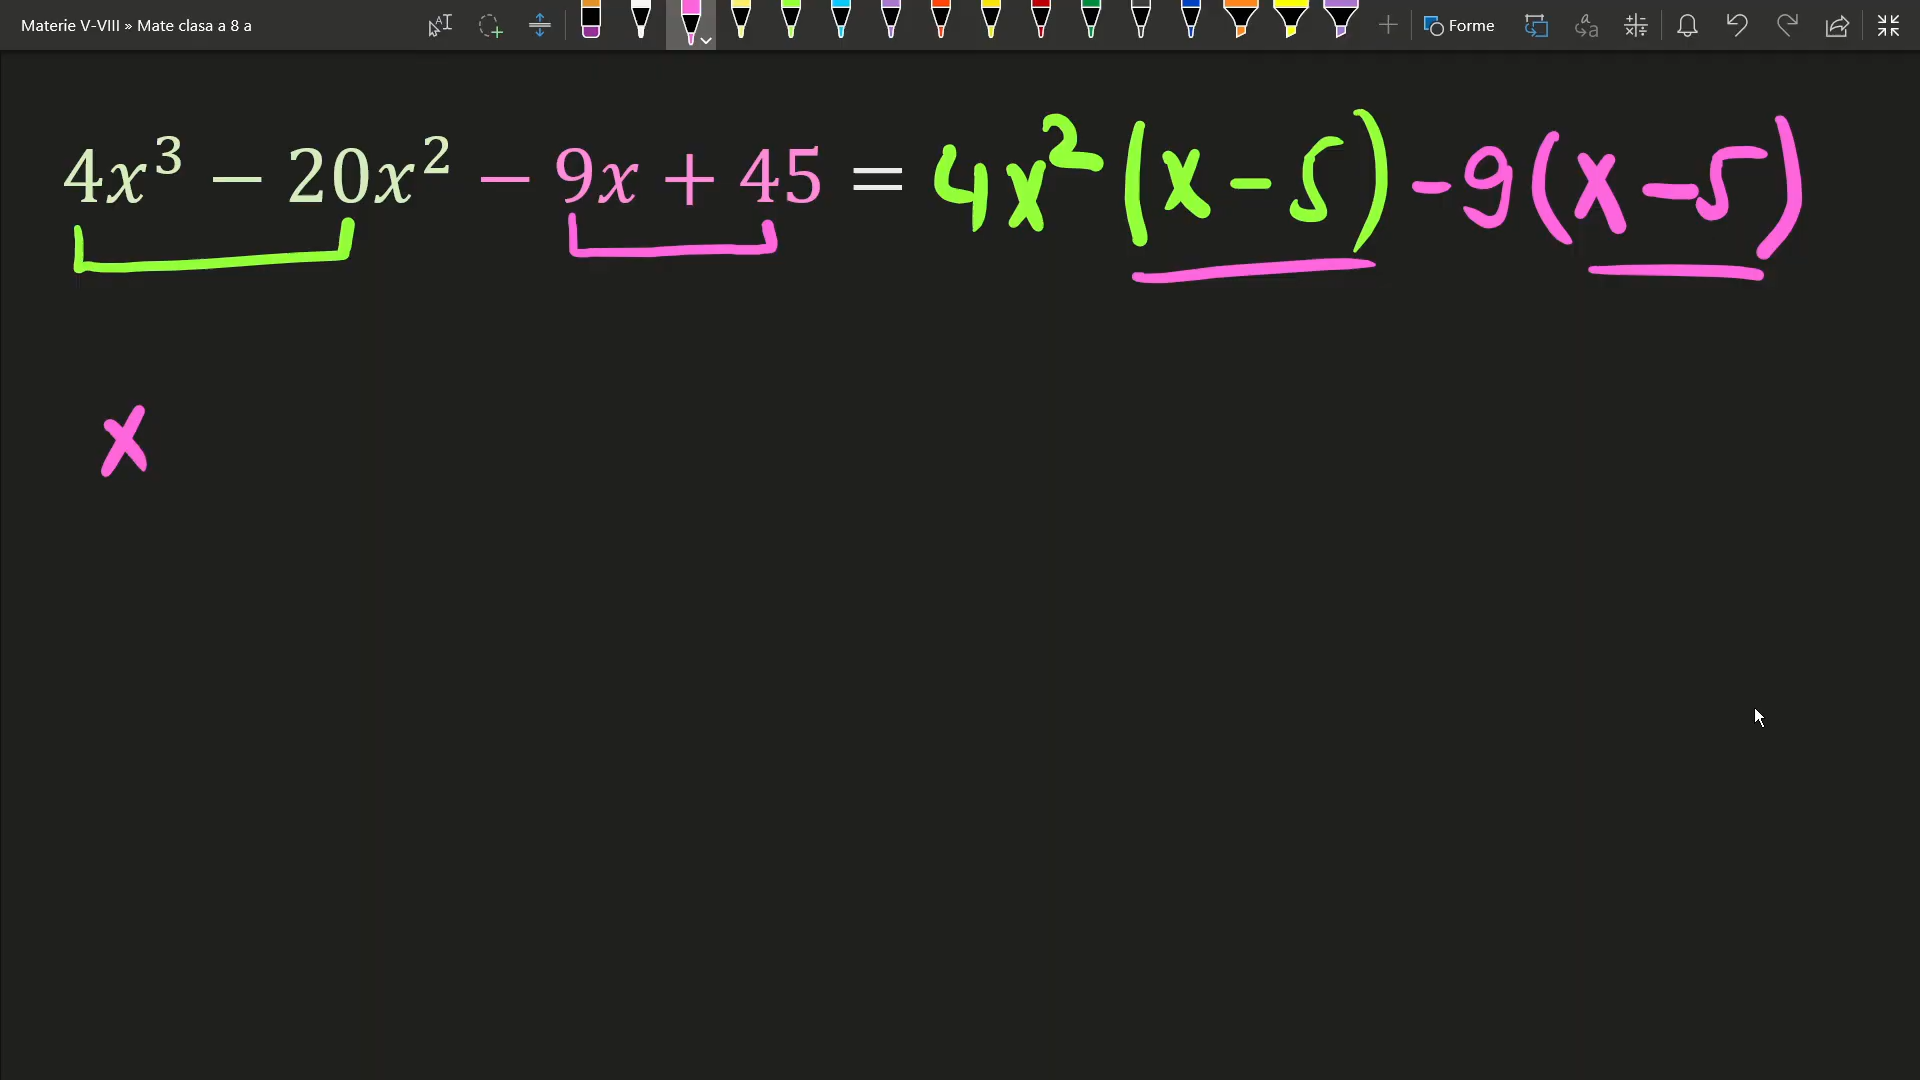 Materie V-VIII » Mate clasa a 8 a
Forme
4x³ − 20x² − 9x + 45 = 4x²(x−5) −9(x−5)
x